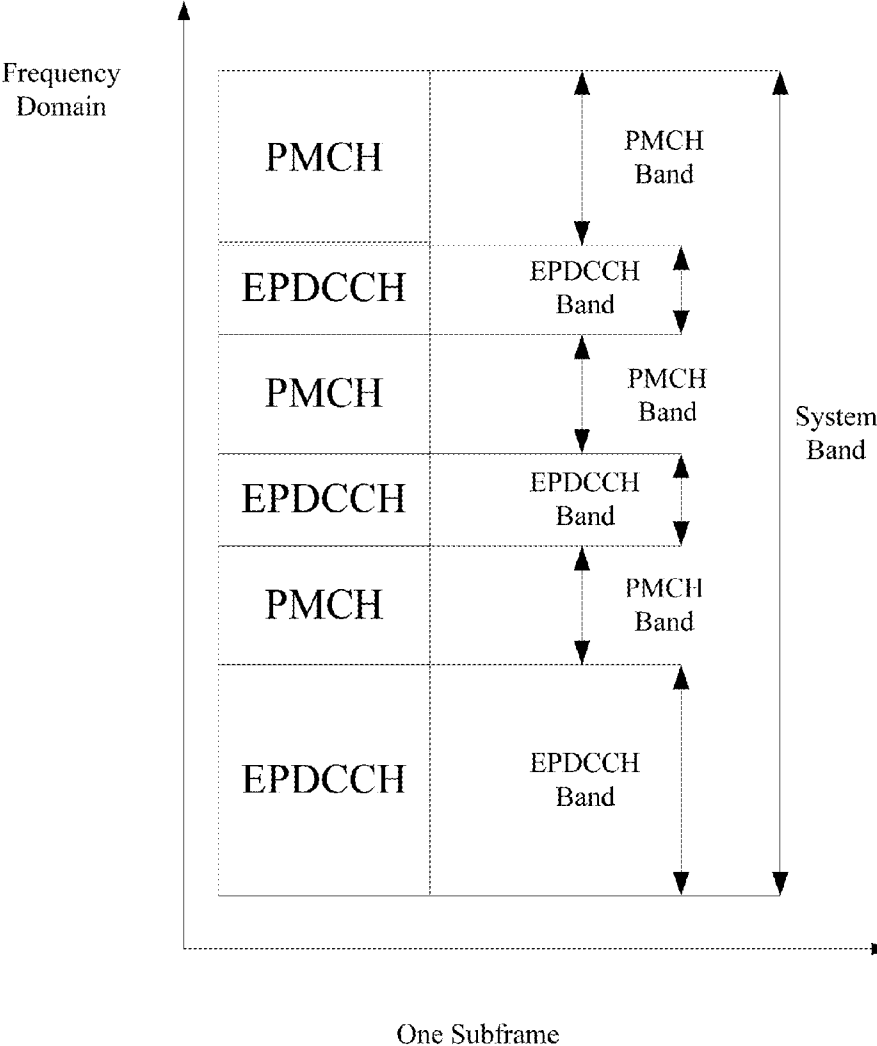 Frequency
Domain
PMCH
PMCH
Band
EPDCCH
EPDCCH
Band
PMCH
PMCH
Band
System
Band
EPDCCH
EPDCCH
Band
PMCH
PMCH
Band
EPDCCH
EPDCCH
Band
One Subframe